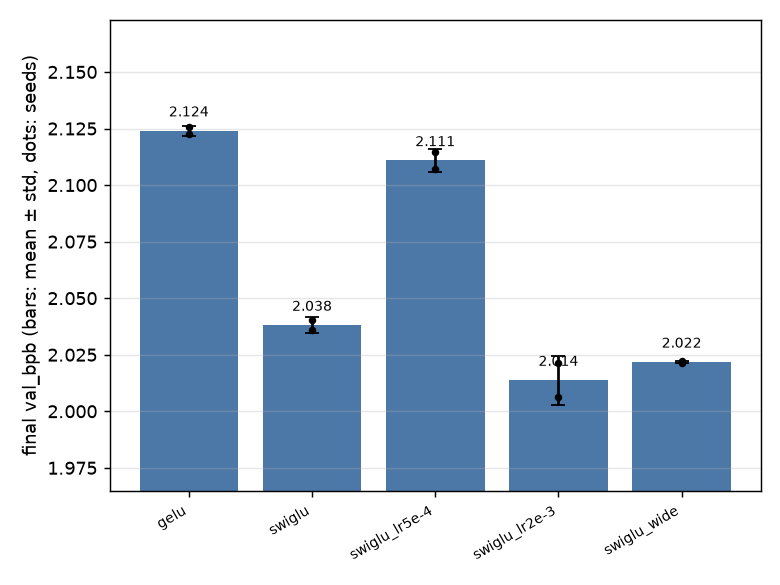 final val_bpb (bars: mean ± std, dots: seeds)
2.150
2.125
2.100
2.075
2.050
2.025
2.000
1.975
2.124
2.038
2.111
2.014
2.022
gelu
swiglu
swiglu_lr5e-4
swiglu_lr2e-3
swiglu_wide